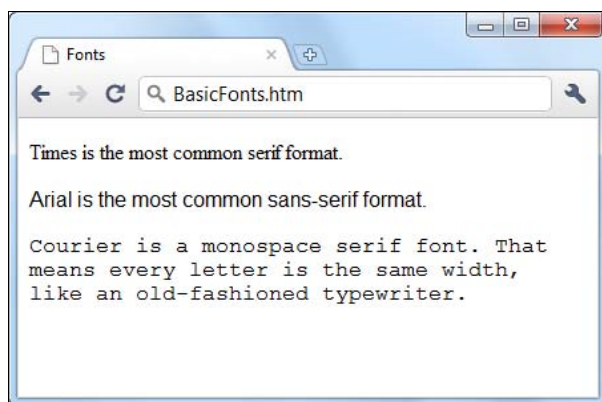 Fonts
BasicFonts.htm
Times is the most common serif format.
Arial is the most common sans-serif format.
Courier is a monospace serif font. That
means every letter is the same width,
like an old-fashioned typewriter.